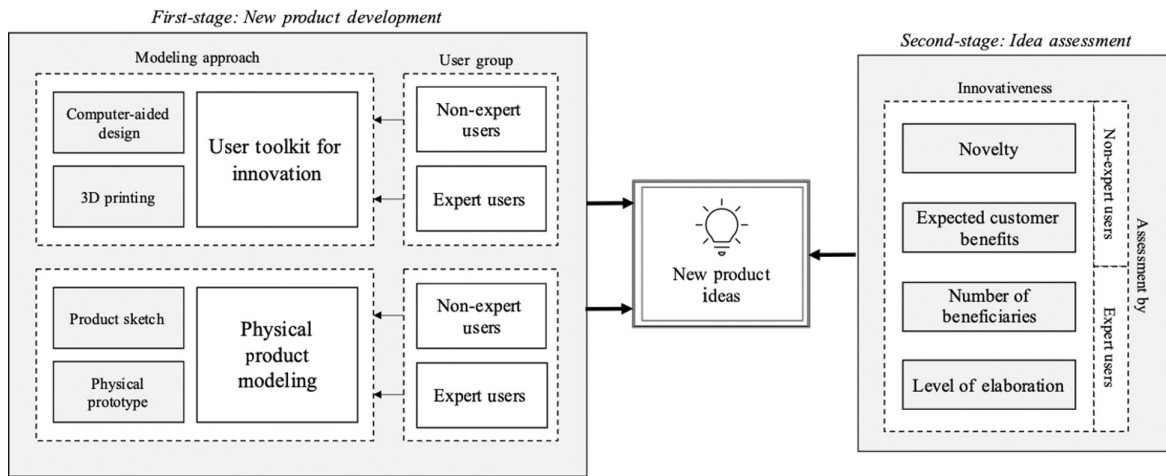 First-stage: New product development
Modeling approach
User group
Computer-aided
design
3D printing
User toolkit for
innovation
Non-expert
users
Expert users
Product sketch
Physical
prototype
Physical
product
modeling
Non-expert
users
Expert users
New product
ideas
Second-stage: Idea assessment
Innovativeness
Novelty
Expected customer
benefits
Number of
beneficiaries
Level of elaboration
Non-expert users
Expert users
Assessment by